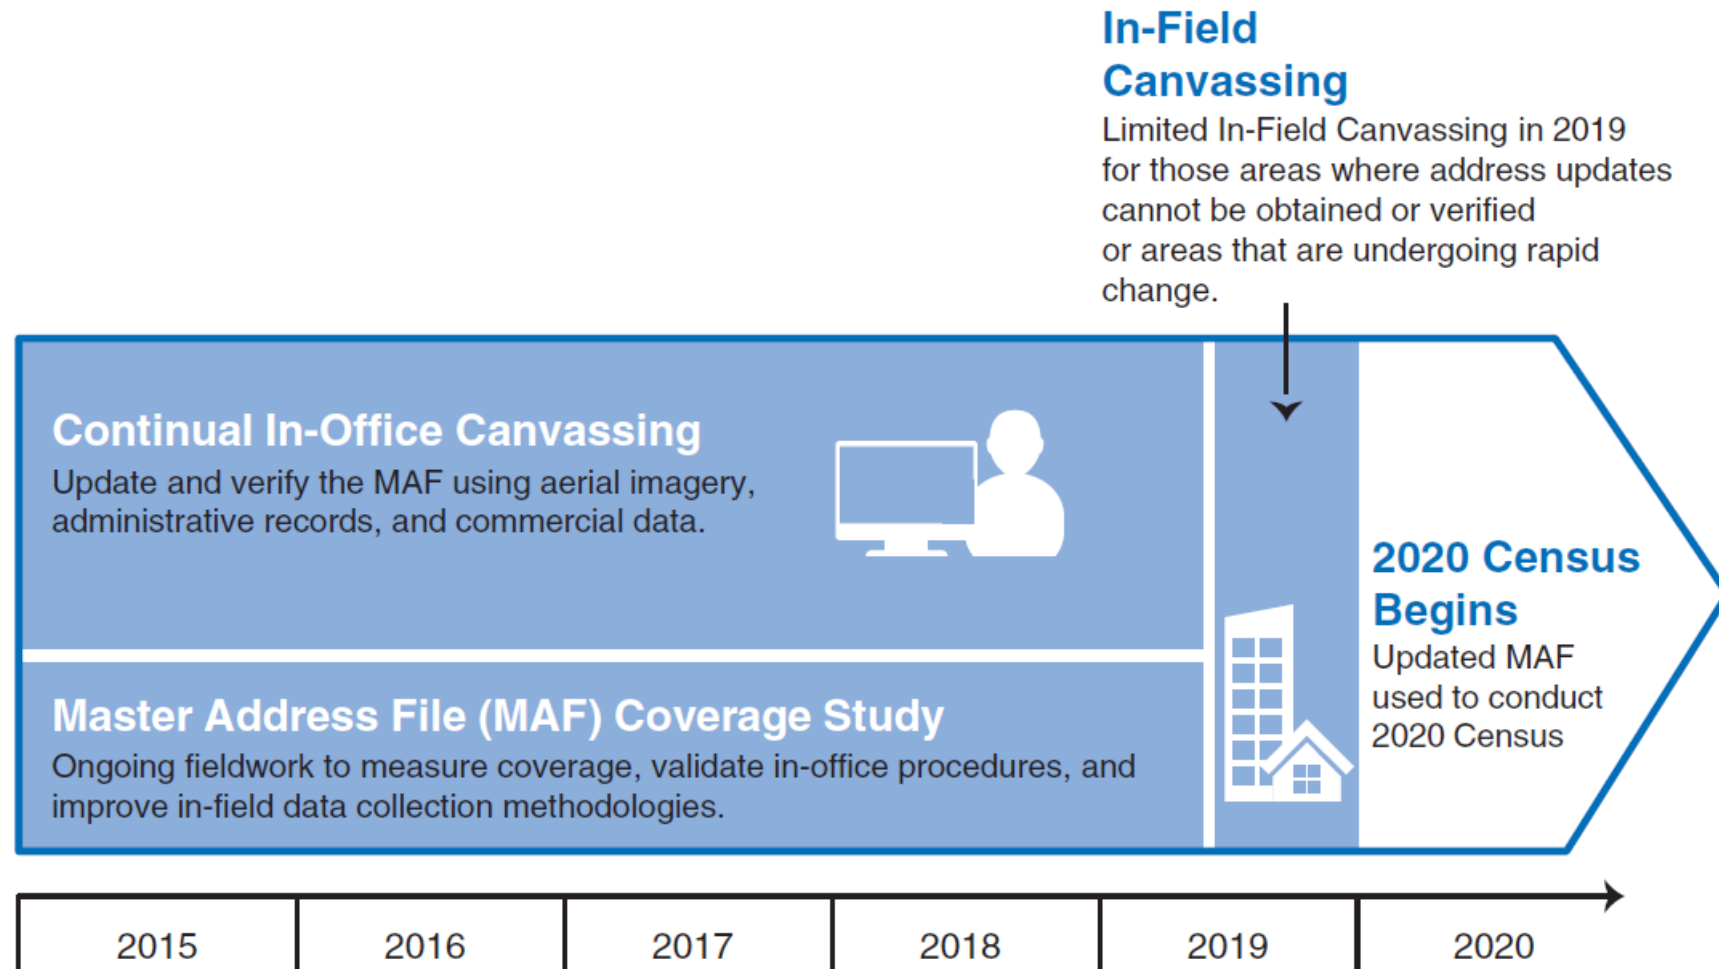 In-Field
Canvassing
Limited In-Field Canvassing in 2019
for those areas where address updates
cannot be obtained or verified
or areas that are undergoing rapid
change.
Continual In-Office Canvassing
Update and verify the MAF using aerial imagery,
administrative records, and commercial data.
2020 Census
Begins
Updated MAF
used to conduct
2020 Census
Master Address File (MAF) Coverage Study
Ongoing fieldwork to measure coverage, validate in-office procedures, and
improve in-field data collection methodologies.
2015 2016 2017 2018 2019 2020